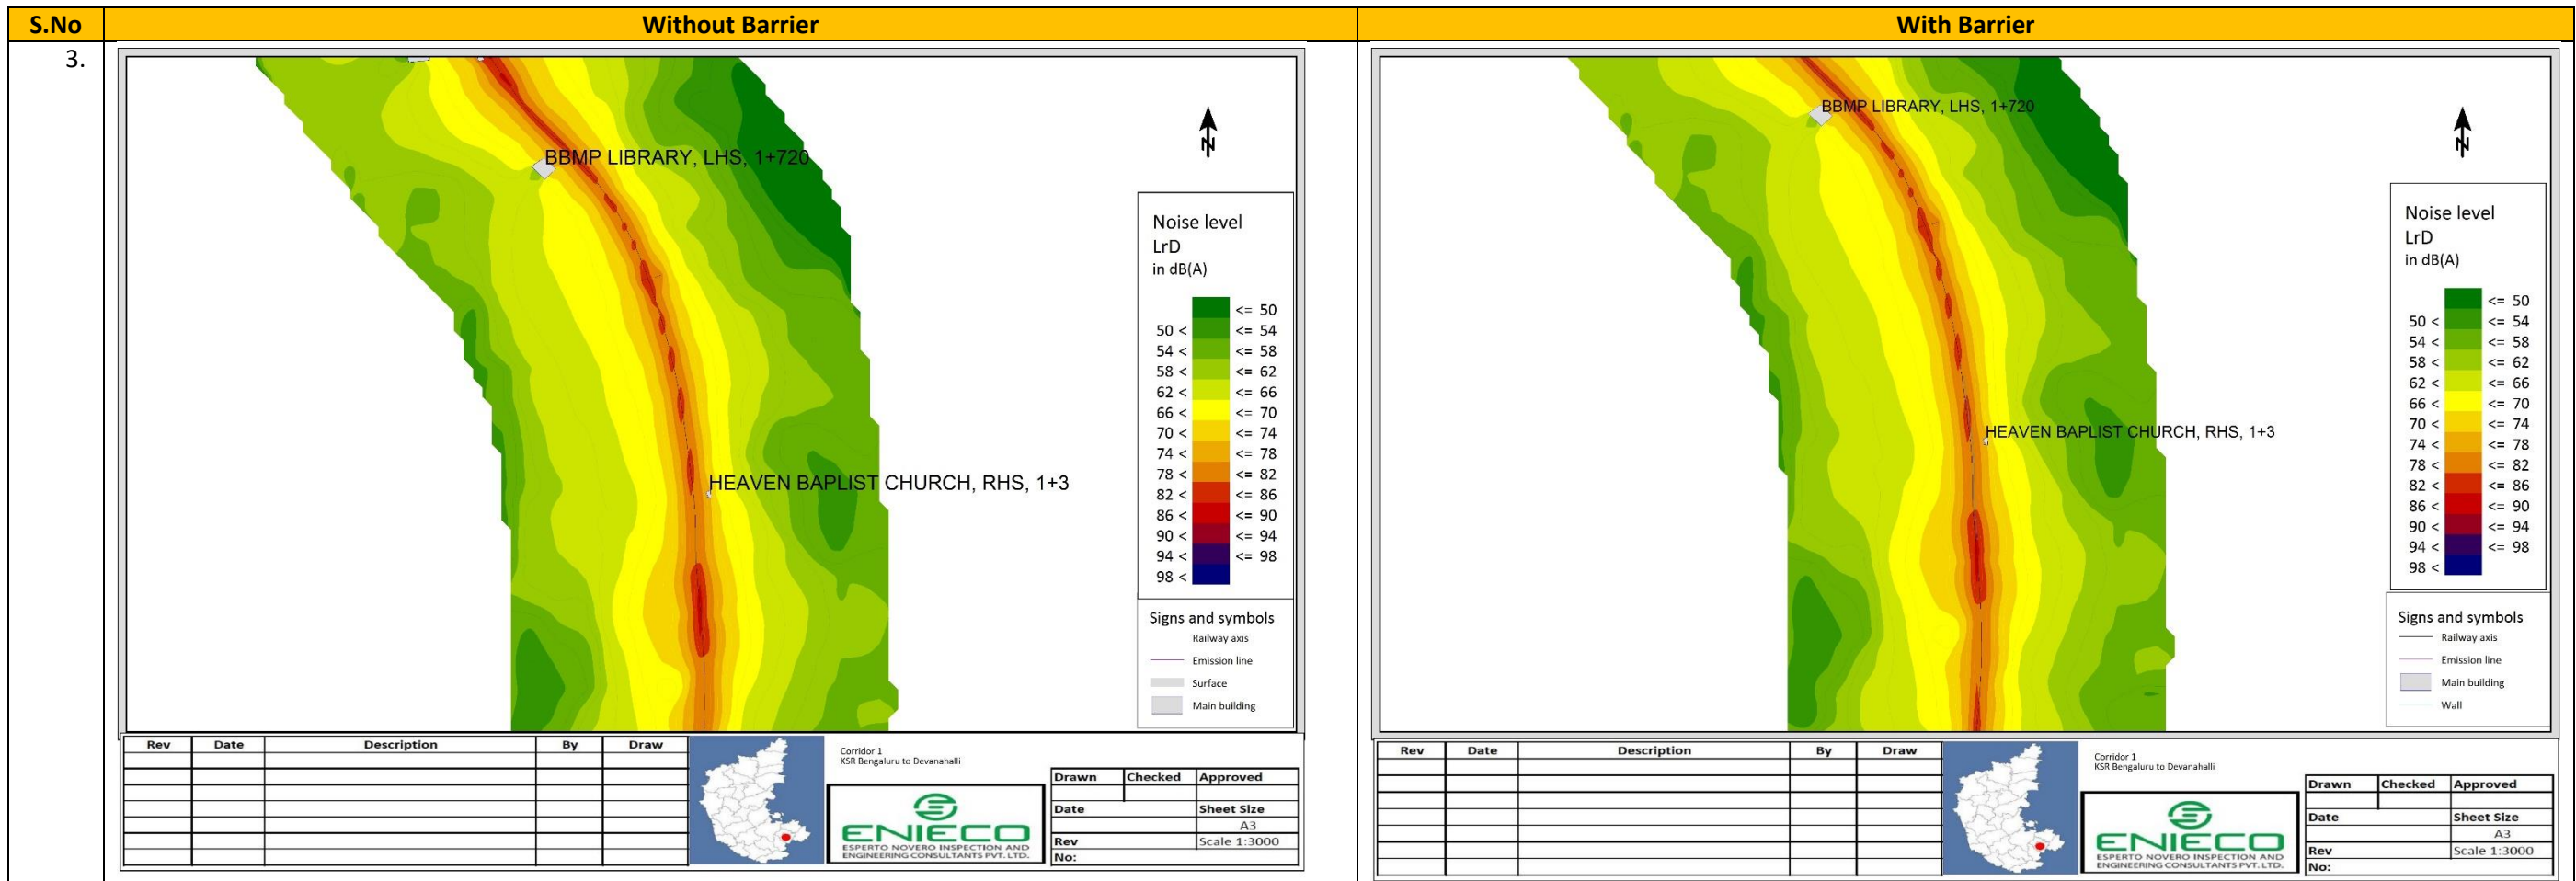 S.No Without Barrier With Barrier
3.
BBMP LIBRARY, LHS, 1+720
HEAVEN BAPLIST CHURCH, RHS, 1+3
N
Noise level
LrD
in dB(A)
<= 50
50 < <= 54
54 < <= 58
58 < <= 62
62 < <= 66
66 < <= 70
70 < <= 74
74 < <= 78
78 < <= 82
82 < <= 86
86 < <= 90
90 < <= 94
94 < <= 98
98 <
Signs and symbols
Railway axis
Emission line
Surface
Main building
Rev Date Description By Draw
Corridor 1
KSR Bengaluru to Devanahalli
ENIECO
ESPERTO NOVERO INSPECTION AND
ENGINEERING CONSULTANTS PVT. LTD.
Drawn Checked Approved
Date Sheet Size
A3
Rev Scale 1:3000
No:
BBMP LIBRARY, LHS, 1+720
HEAVEN BAPLIST CHURCH, RHS, 1+3
N
Noise level
LrD
in dB(A)
<= 50
50 < <= 54
54 < <= 58
58 < <= 62
62 < <= 66
66 < <= 70
70 < <= 74
74 < <= 78
78 < <= 82
82 < <= 86
86 < <= 90
90 < <= 94
94 < <= 98
98 <
Signs and symbols
Railway axis
Emission line
Main building
Wall
Rev Date Description By Draw
Corridor 1
KSR Bengaluru to Devanahalli
ENIECO
ESPERTO NOVERO INSPECTION AND
ENGINEERING CONSULTANTS PVT. LTD.
Drawn Checked Approved
Date Sheet Size
A3
Rev Scale 1:3000
No: